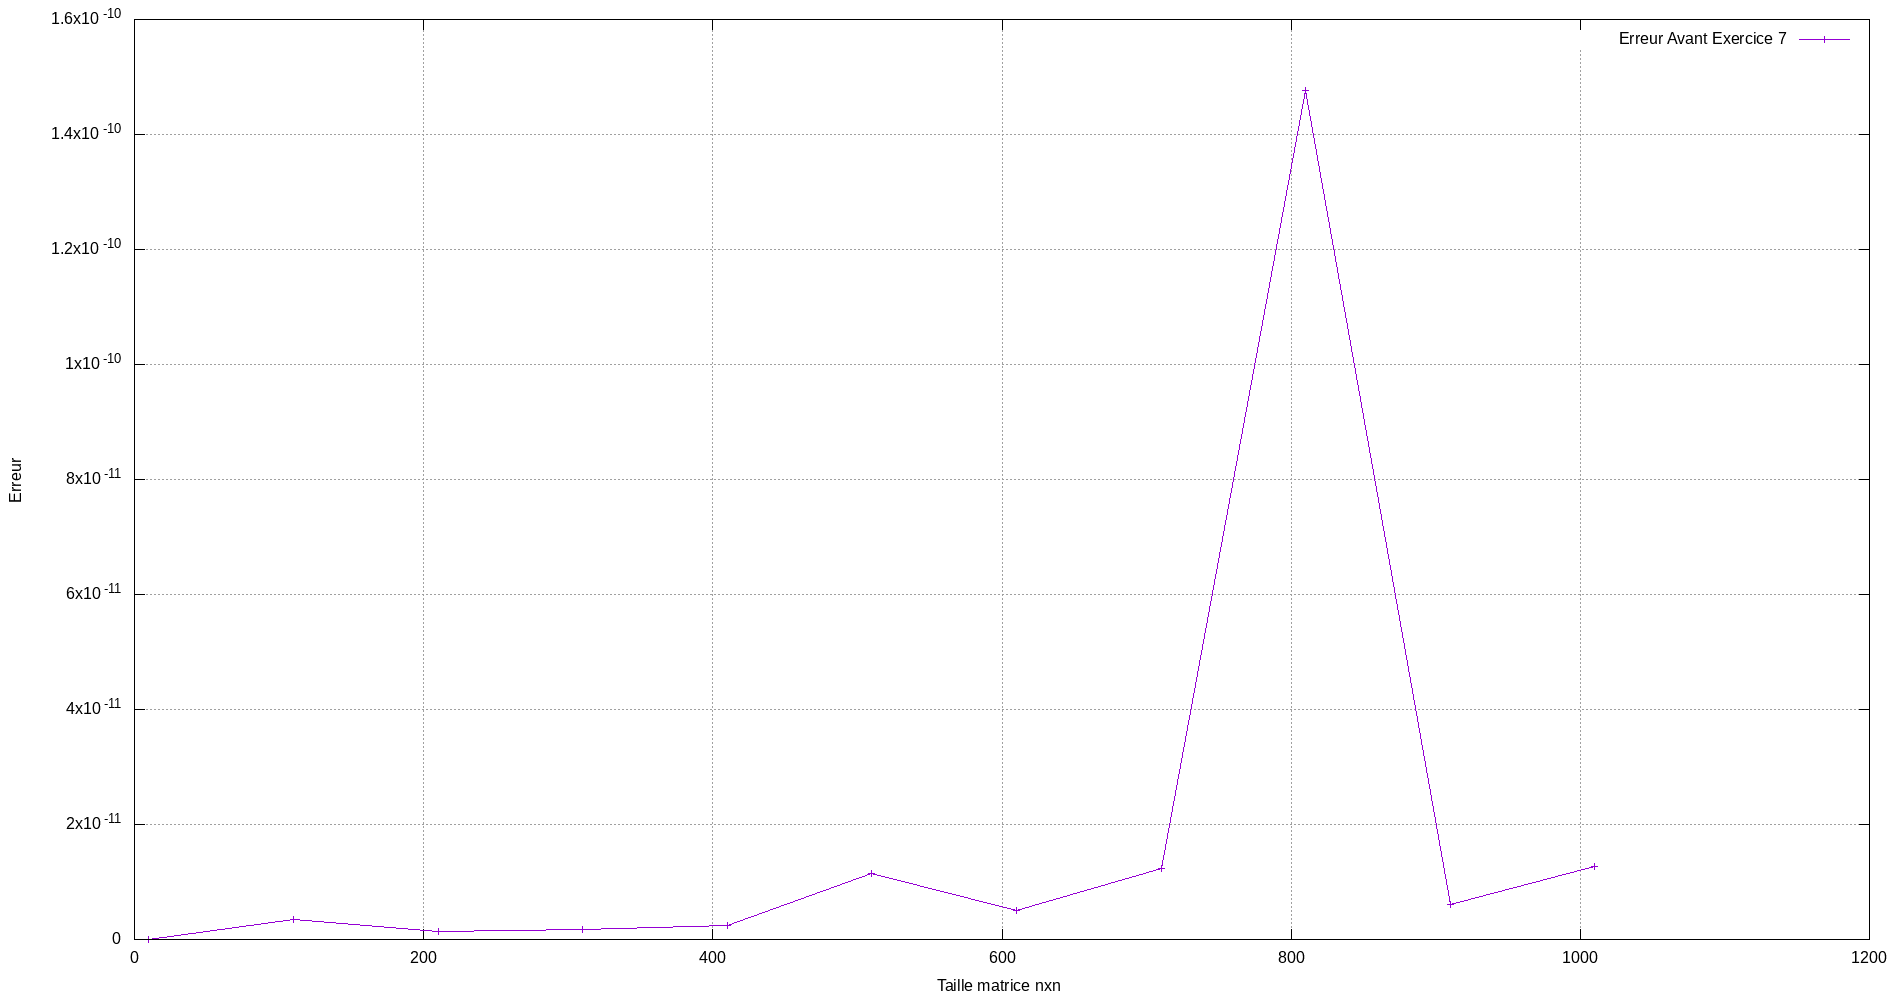 Erreur Avant Exercice 7
1.6x10 -10
1.4x10 -10
1.2x10 -10
1x10 -10
8x10 -11
6x10 -11
4x10 -11
2x10 -11
0
Erreur
0 200 400 600 800 1000 1200
Taille matrice nxn